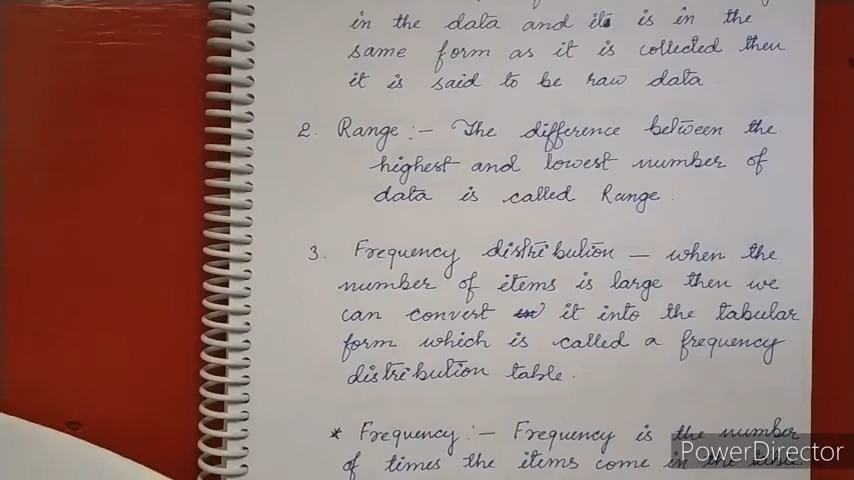 in the data and it is in the
same form as it is collected then
it is said to be raw data
2. Range :- The difference between the
highest and lowest number of
data is called Range.
3. Frequency distribution – when the
number of items is large then we
can convert it into the tabular
form which is called a frequency
distribution table.
* Frequency :- Frequency is the number
of times the items come in the table
PowerDirector